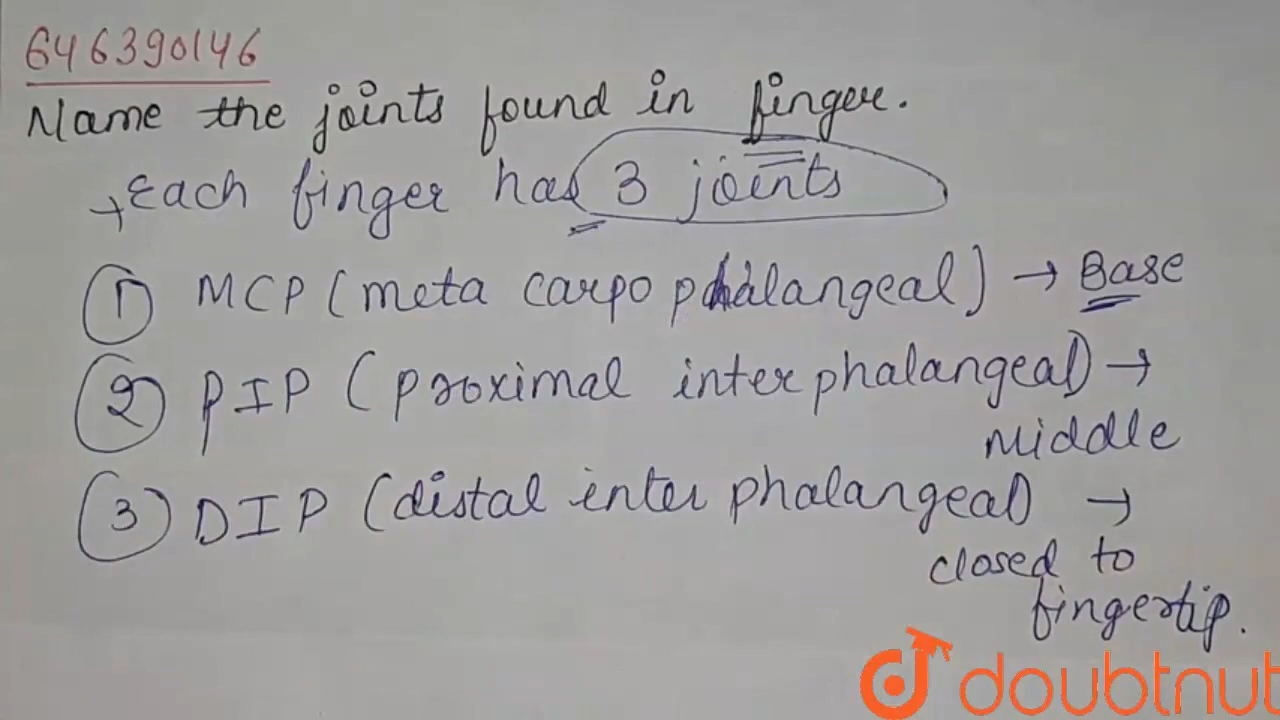 646390146
Name the joints found in finger.
→ Each finger has 3 joints
① MCP (meta carpo phalangeal) → Base
② PIP (proximal inter phalangeal) →
Middle
③ DIP (distal inter phalangeal) →
closed to
fingertip.
doubtnut